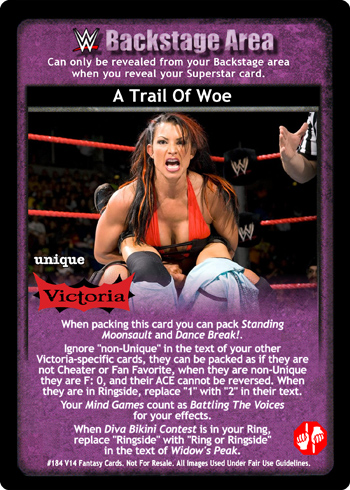 W Backstage Area
Can only be revealed from your Backstage area
when you reveal your Superstar card.
A Trail Of Woe
unique
Victoria
When packing this card you can pack Standing
Moonsault and Dance Break!.
Ignore "non-Unique" in the text of your other
Victoria-specific cards, they can be packed as if they are
not Cheater or Fan Favorite, when they are non-Unique
they are F: 0, and their ACE cannot be reversed. When
they are in Ringside, replace "1" with "2" in their text.
Your Mind Games count as Battling The Voices
for your effects.
When Diva Bikini Contest is in your Ring,
replace "Ringside" with "Ring or Ringside"
in the text of Widow's Peak.
#184 V14 Fantasy Cards. Not For Resale. All Images Used Under Fair Use Guidelines.